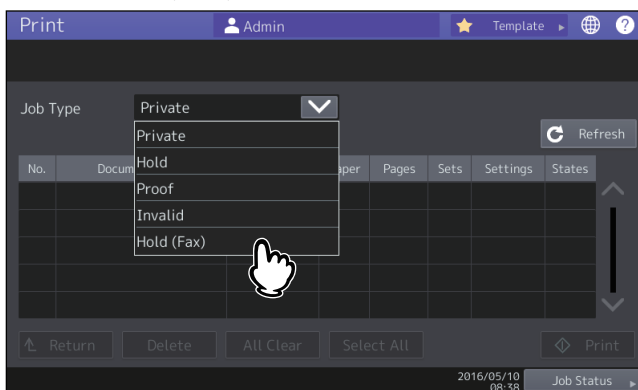 Print Admin Template ?
Job Type Private
Refresh
Private
Hold
Proof
Invalid
Hold (Fax)
No. Docum aper Pages Sets Settings States
Return Delete All Clear Select All Print
2016/05/10
08:38
Job Status